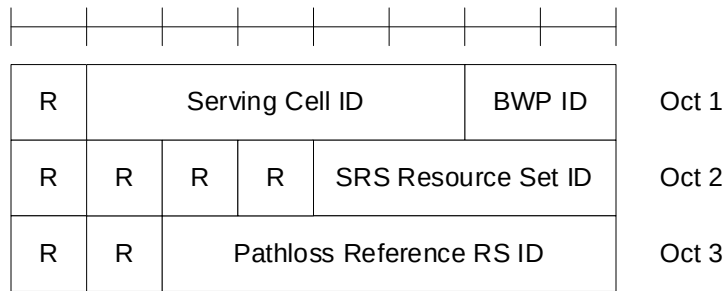 R Serving Cell ID BWP ID Oct 1
R R R R SRS Resource Set ID Oct 2
R R Pathloss Reference RS ID Oct 3